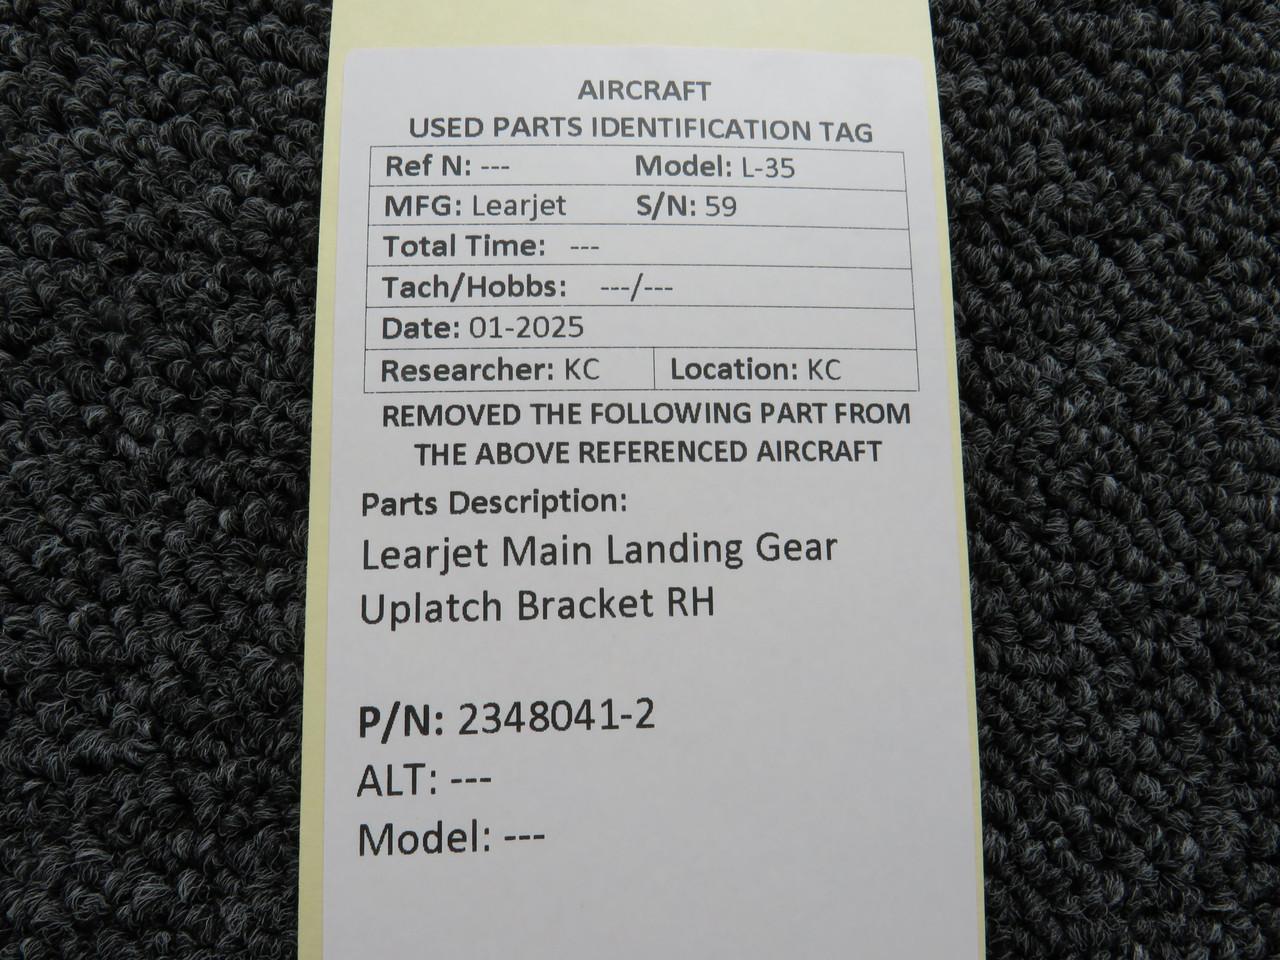 AIRCRAFT
USED PARTS IDENTIFICATION TAG
Ref N: --- Model: L-35
MFG: Learjet S/N: 59
Total Time: ---
Tach/Hobbs: ---/---
Date: 01-2025
Researcher: KC Location: KC
REMOVED THE FOLLOWING PART FROM
THE ABOVE REFERENCED AIRCRAFT
Parts Description:
Learjet Main Landing Gear
Uplatch Bracket RH
P/N: 2348041-2
ALT: ---
Model: ---